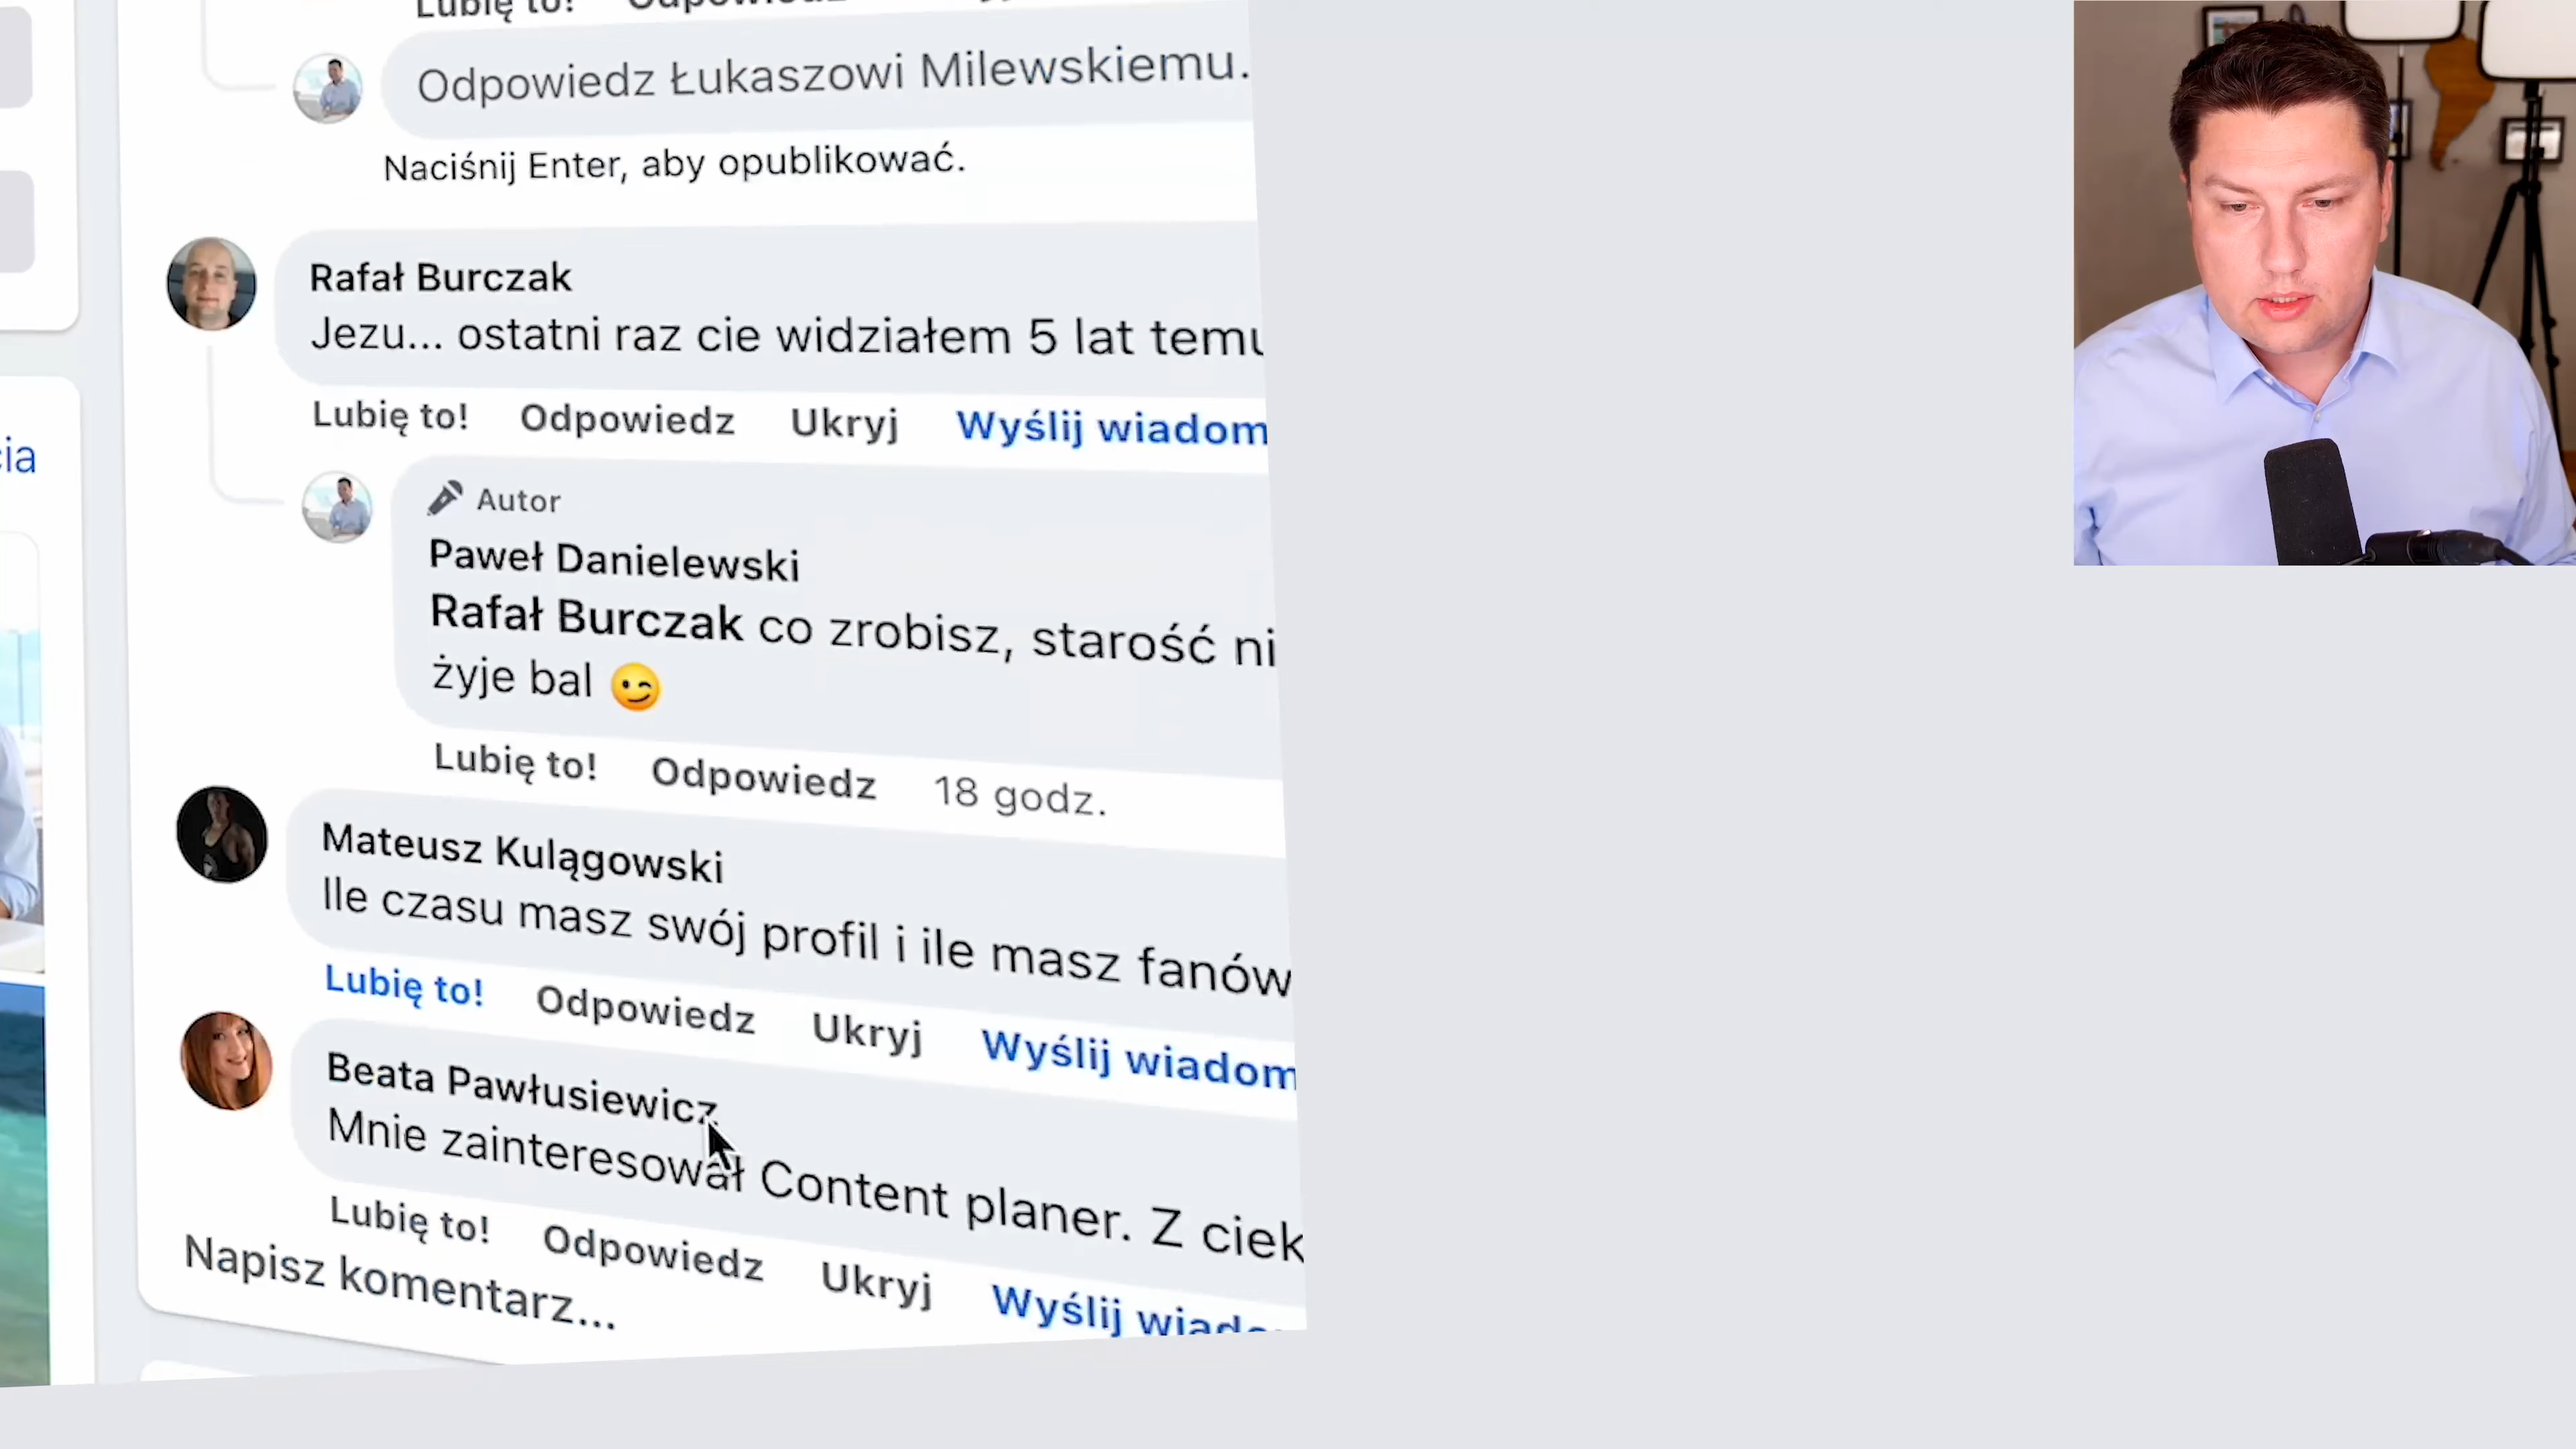 Lubię to!
Odpowiedz Łukaszowi Milewskiemu.
Naciśnij Enter, aby opublikować.
Rafał Burczak
Jezu... ostatni raz cie widziałem 5 lat temu
Lubię to! Odpowiedz Ukryj Wyślij wiadom
Autor
Paweł Danielewski
Rafał Burczak co zrobisz, starość ni
żyje bal 😉
Lubię to! Odpowiedz 18 godz.
Mateusz Kulągowski
Ile czasu masz swój profil i ile masz fanów
Lubię to! Odpowiedz Ukryj Wyślij wiadom
Beata Pawłusiewicz
Mnie zainteresował Content planer. Z ciek
Lubię to! Odpowiedz Ukryj Wyślij
Napisz komentarz...
cia